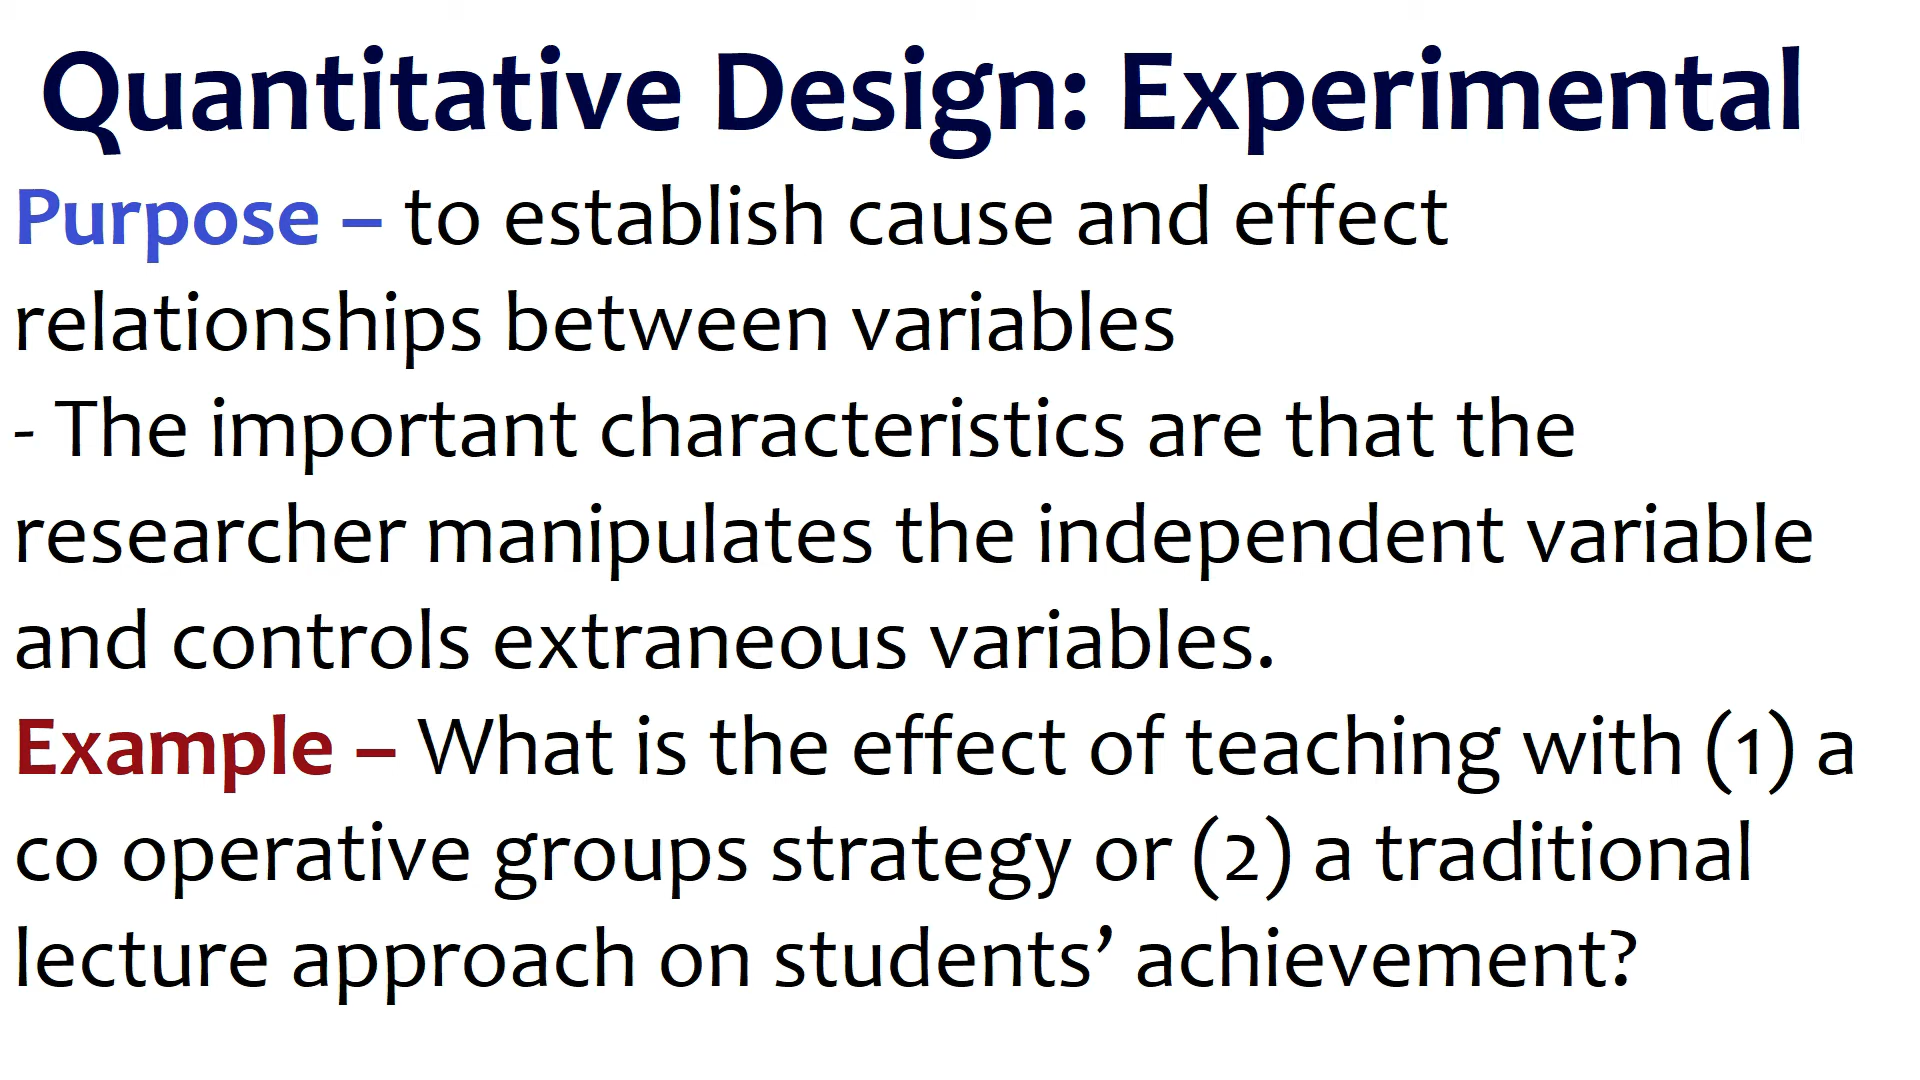 Quantitative Design: Experimental
Purpose – to establish cause and effect
relationships between variables
- The important characteristics are that the
researcher manipulates the independent variable
and controls extraneous variables.
Example – What is the effect of teaching with (1) a
co operative groups strategy or (2) a traditional
lecture approach on students’ achievement?